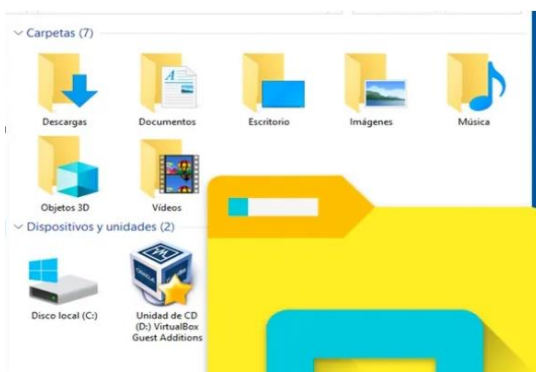 Carpetas (7)
Descargas
Documentos
Escritorio
Imágenes
Música
Objetos 3D
Vídeos
Dispositivos y unidades (2)
Disco local (C:)
Unidad de CD
(D:) VirtualBox
Guest Additions